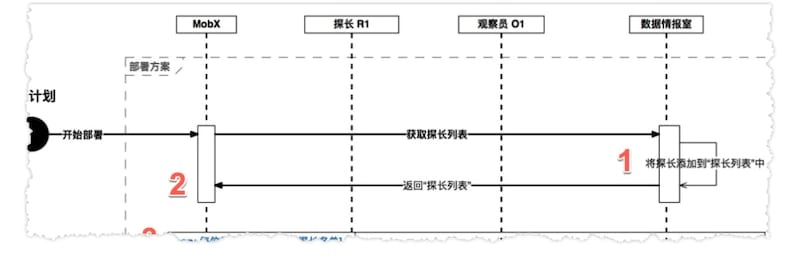 MobX
探长 R1
观察员 O1
数据情报室
部署方案
计划
开始部署
获取探长列表
1
将探长添加到“探长列表”中
2
返回“探长列表”